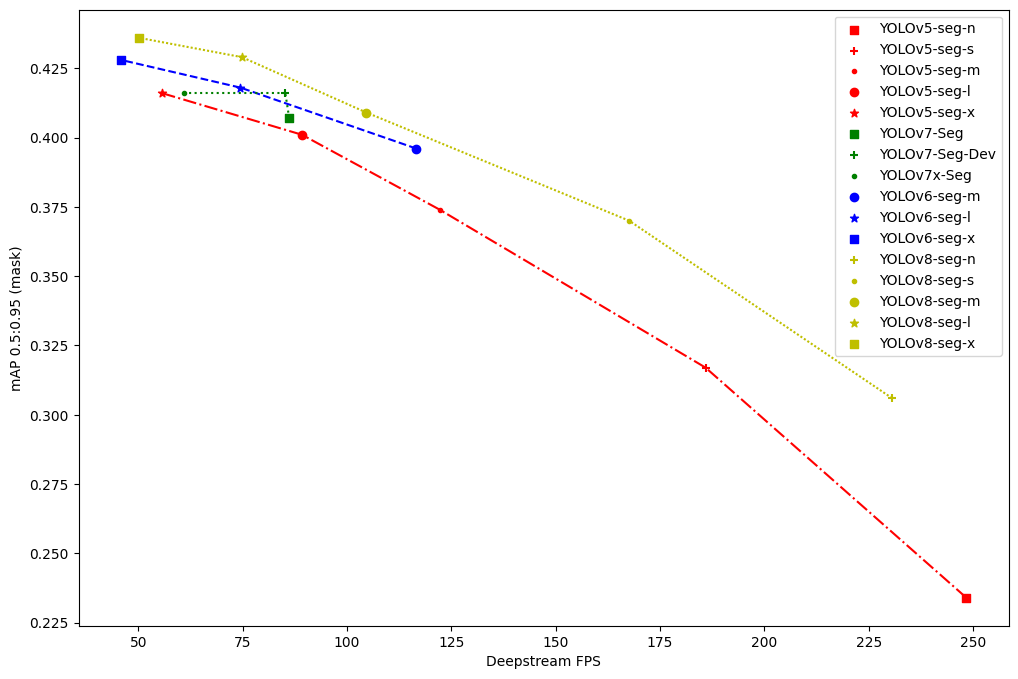 0.425
0.400
0.375
0.350
0.325
0.300
0.275
0.250
0.225
mAP 0.5:0.95 (mask)
50
75
100
125
150
175
200
225
250
Deepstream FPS
YOLOv5-seg-n
YOLOv5-seg-s
YOLOv5-seg-m
YOLOv5-seg-l
YOLOv5-seg-x
YOLOv7-Seg
YOLOv7-Seg-Dev
YOLOv7x-Seg
YOLOv6-seg-m
YOLOv6-seg-l
YOLOv6-seg-x
YOLOv8-seg-n
YOLOv8-seg-s
YOLOv8-seg-m
YOLOv8-seg-l
YOLOv8-seg-x